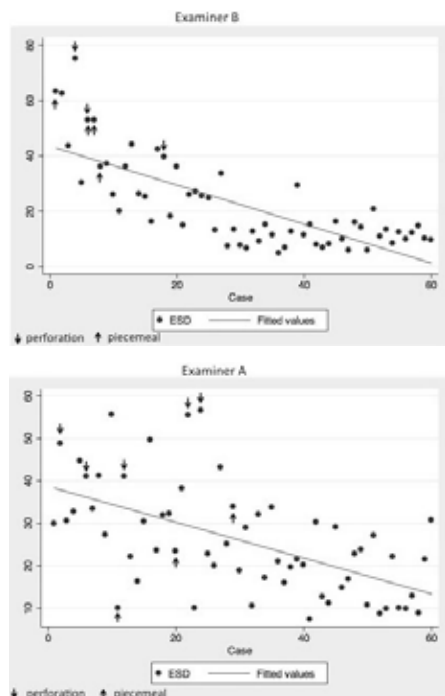 Examiner B
80
60
40
20
0
0 20 40 60
Case
ESD Fitted values
perforation piecemeal
Examiner A
60
50
40
30
20
10
0 20 40 60
Case
ESD Fitted values
perforation piecemeal